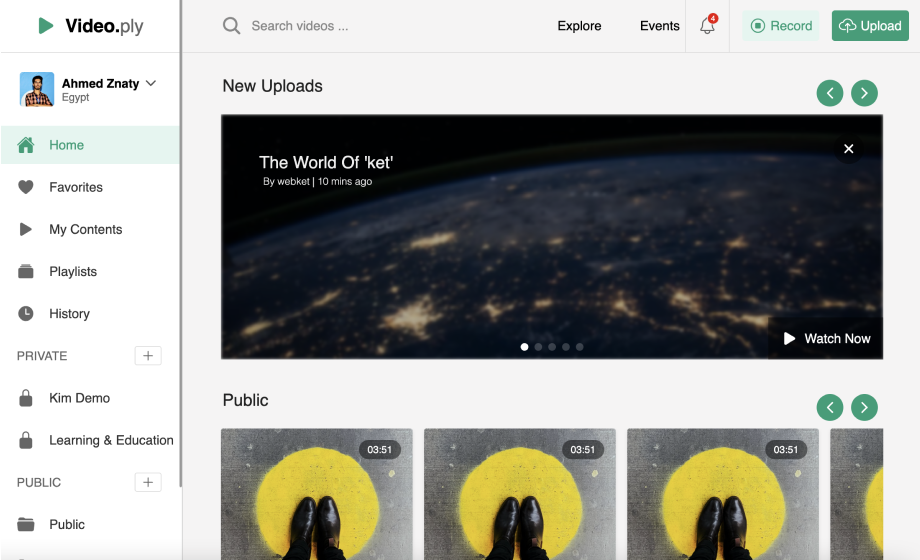 Video.ply
Search videos ...
Explore
Events
4
Record
Upload
Ahmed Znaty
Egypt
Home
Favorites
My Contents
Playlists
History
PRIVATE
Kim Demo
Learning & Education
PUBLIC
Public
New Uploads
The World Of 'ket'
By webket | 10 mins ago
Watch Now
Public
03:51
03:51
03:51